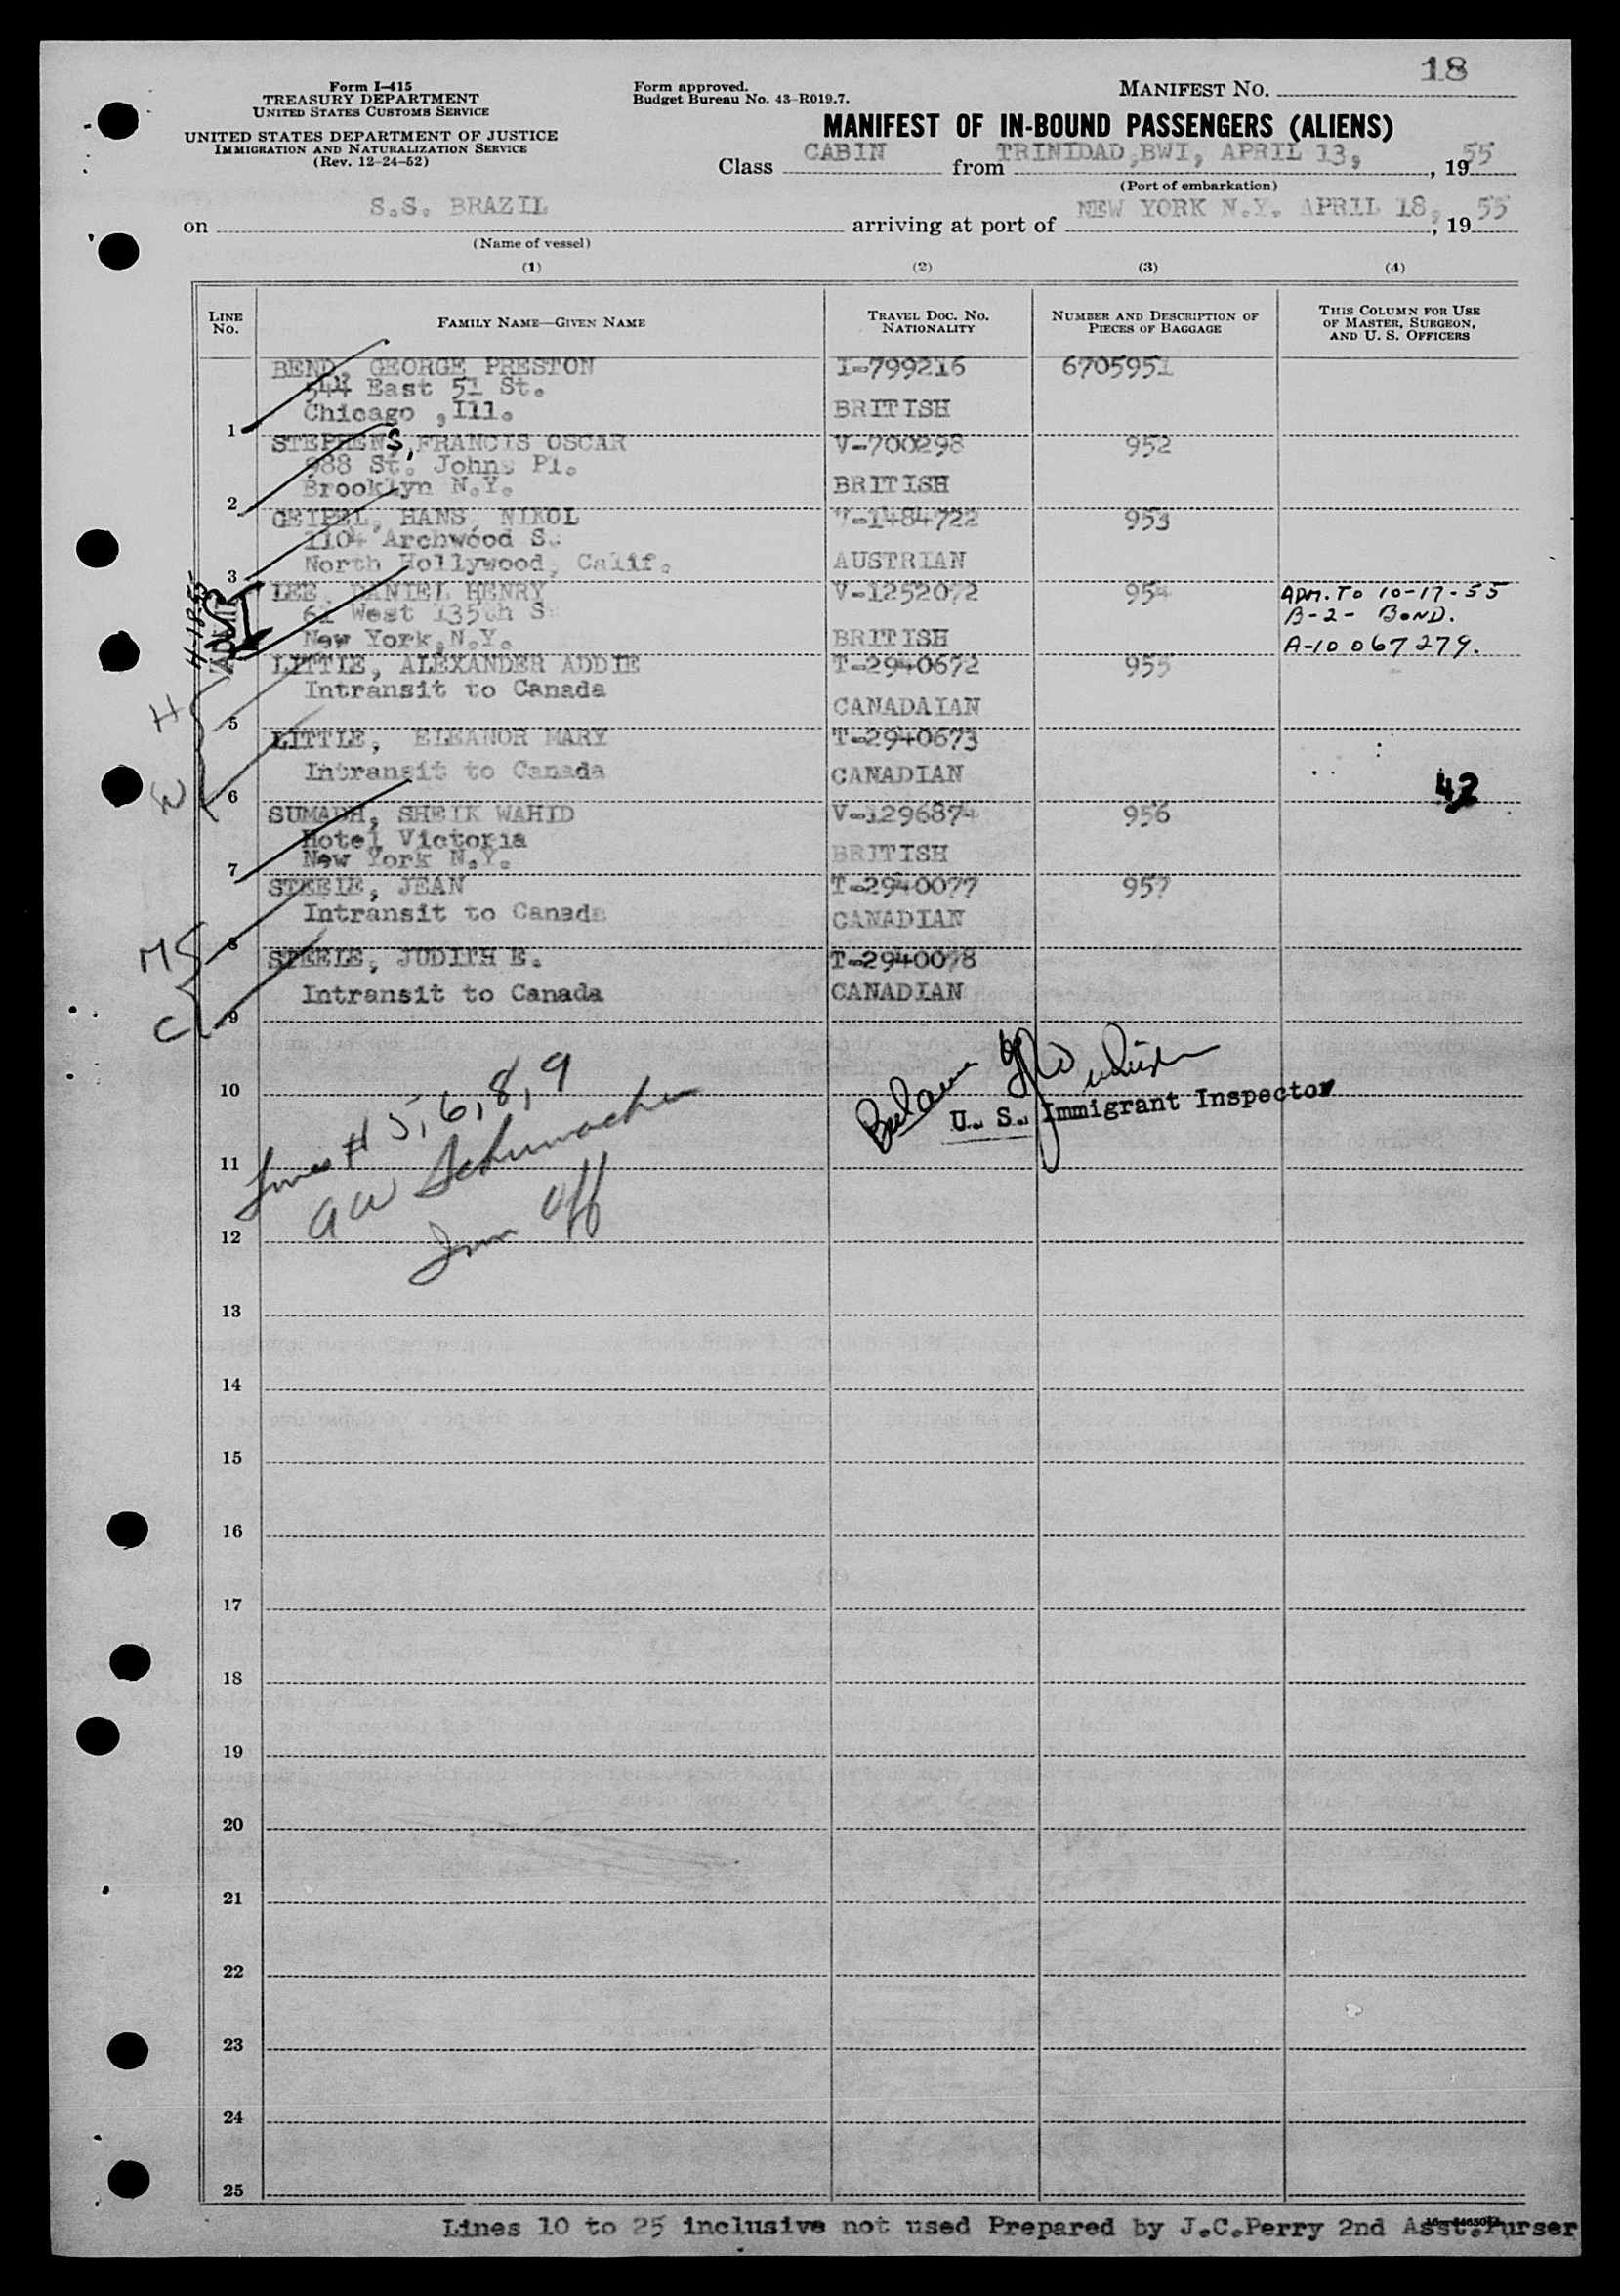 18
Form I-415
TREASURY DEPARTMENT
UNITED STATES CUSTOMS SERVICE
UNITED STATES DEPARTMENT OF JUSTICE
IMMIGRATION AND NATURALIZATION SERVICE
(Rev. 12-24-52)
Form approved.
Budget Bureau No. 43-R019.7.
MANIFEST NO.
MANIFEST OF IN-BOUND PASSENGERS (ALIENS)
Class CABIN from TRINIDAD,BWI, APRIL 13, , 1955
(Port of embarkation)
on S.S. BRAZIL arriving at port of NEW YORK N.Y. APRIL 18, , 1955
(Name of vessel)
(1) (2) (3) (4)
LINE NO. FAMILY NAME—GIVEN NAME TRAVEL DOC. NO. NATIONALITY NUMBER AND DESCRIPTION OF PIECES OF BAGGAGE THIS COLUMN FOR USE OF MASTER, SURGEON, AND U. S. OFFICERS
BEND, GEORGE PRESTON I-799216 6705951
544 East 51 St.
Chicago ,Ill. BRITISH
1
STEPHENS, FRANCIS OSCAR V-700298 952
988 St. Johns Pl.
Brooklyn N.Y. BRITISH
2
GEIPEL, HANS, NIKOL V-1484722 953
1104 Archwood S.
North Hollywood, Calif. AUSTRIAN
3
LEE, DANIEL HENRY V-1252072 954 ADM. TO 10-17-55
61 West 135th S B-2- BOND.
New York,N.Y. BRITISH A-10 067279.
ADMIT
LITTLE, ALEXANDER ADDIE T-2940672 955
Intransit to Canada
H 5 CANADAIAN
LITTLE, ELEANOR MARY T-2940673
Intransit to Canada CANADIAN
W 6 42
SUMADH, SHEIK WAHID V-1296874 956
Hotel Victoria
New York N.Y. BRITISH
7
STEELE, JEAN T-2940077 957
Intransit to Canada CANADIAN
M 8
STEELE, JUDITH E. T-2940078
Intransit to Canada CANADIAN
C 9
10
Lines # 5, 6, 8, 9
U. S. Immigrant Inspector
11
A W Schumacher
12
Imm Off
13
14
15
16
17
18
19
20
21
22
23
24
25
Lines 10 to 25 inclusive not used Prepared by J.C.Perry 2nd Asst.Purser